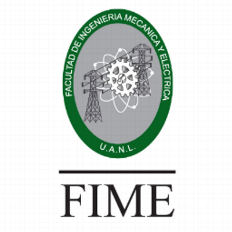 FACULTAD DE INGENIERIA MECANICA Y ELECTRICA
U.A.N.L.
FIME